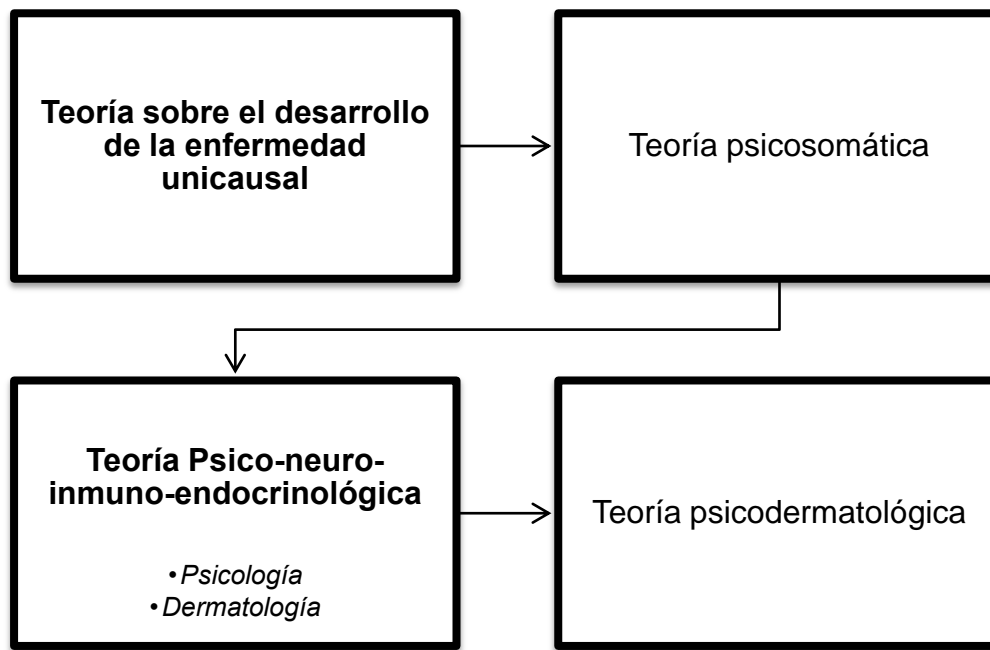 Teoría sobre el desarrollo
de la enfermedad
unicausal
Teoría psicosomática
Teoría Psico-neuro-
inmuno-endocrinológica
• Psicología
• Dermatología
Teoría psicodermatológica